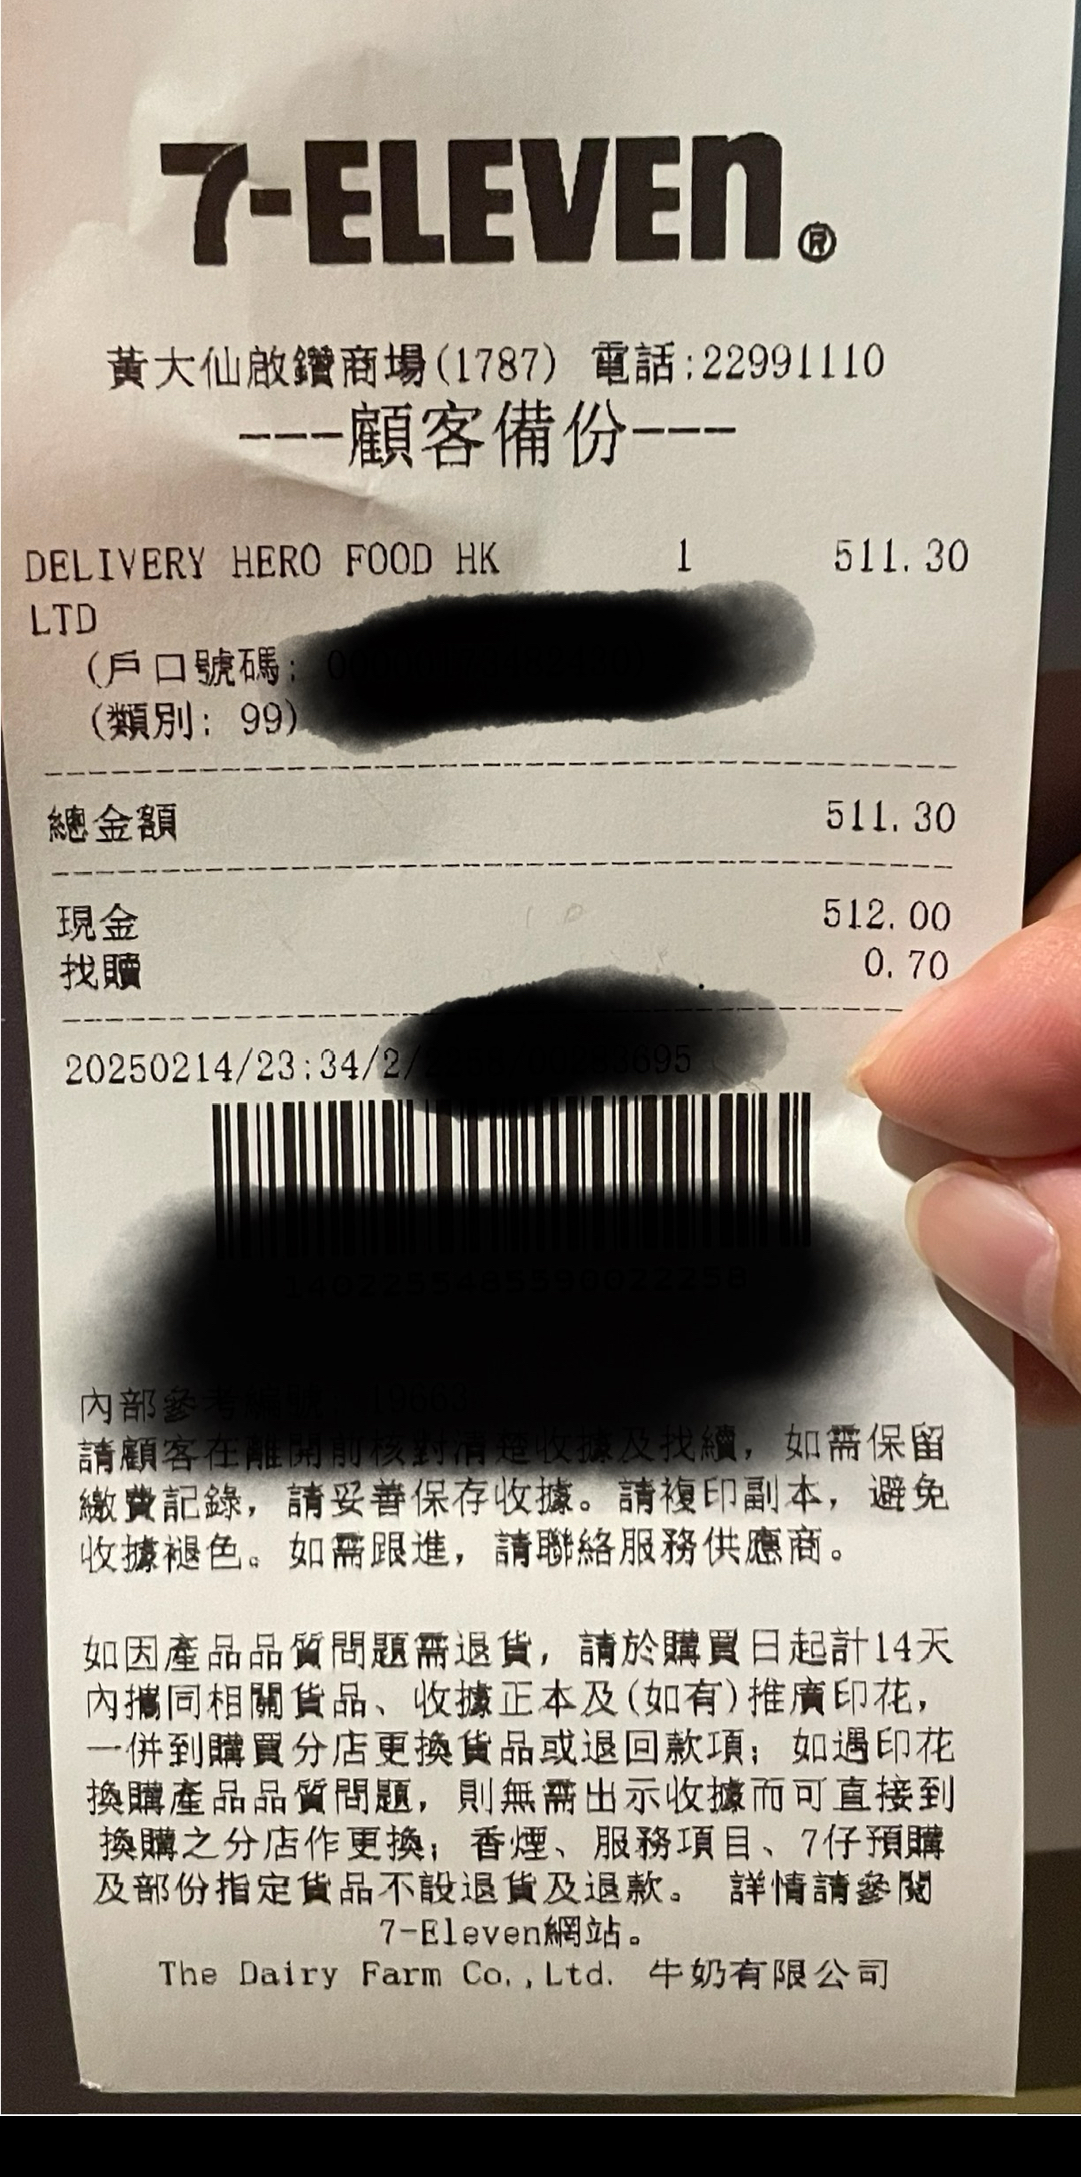 7-ELEVEn®
黃大仙啟鑽商場(1787) 電話:22991110
---顧客備份---
DELIVERY HERO FOOD HK 1 511.30
LTD
(戶口號碼:
(類別: 99)
總金額 511.30
現金 512.00
找贖 0.70
20250214/23:34/2/
內部參考編號:
請顧客在離開前核對清楚收據及找續，如需保留
繳費記錄，請妥善保存收據。請複印副本，避免
收據褪色。如需跟進，請聯絡服務供應商。
如因產品品質問題需退貨，請於購買日起計14天
內攜同相關貨品、收據正本及(如有)推廣印花，
一併到購買分店更換貨品或退回款項；如遇印花
換購產品品質問題，則無需出示收據而可直接到
換購之分店作更換；香煙、服務項目、7仔預購
及部份指定貨品不設退貨及退款。 詳情請參閱
7-Eleven網站。
The Dairy Farm Co.,Ltd. 牛奶有限公司